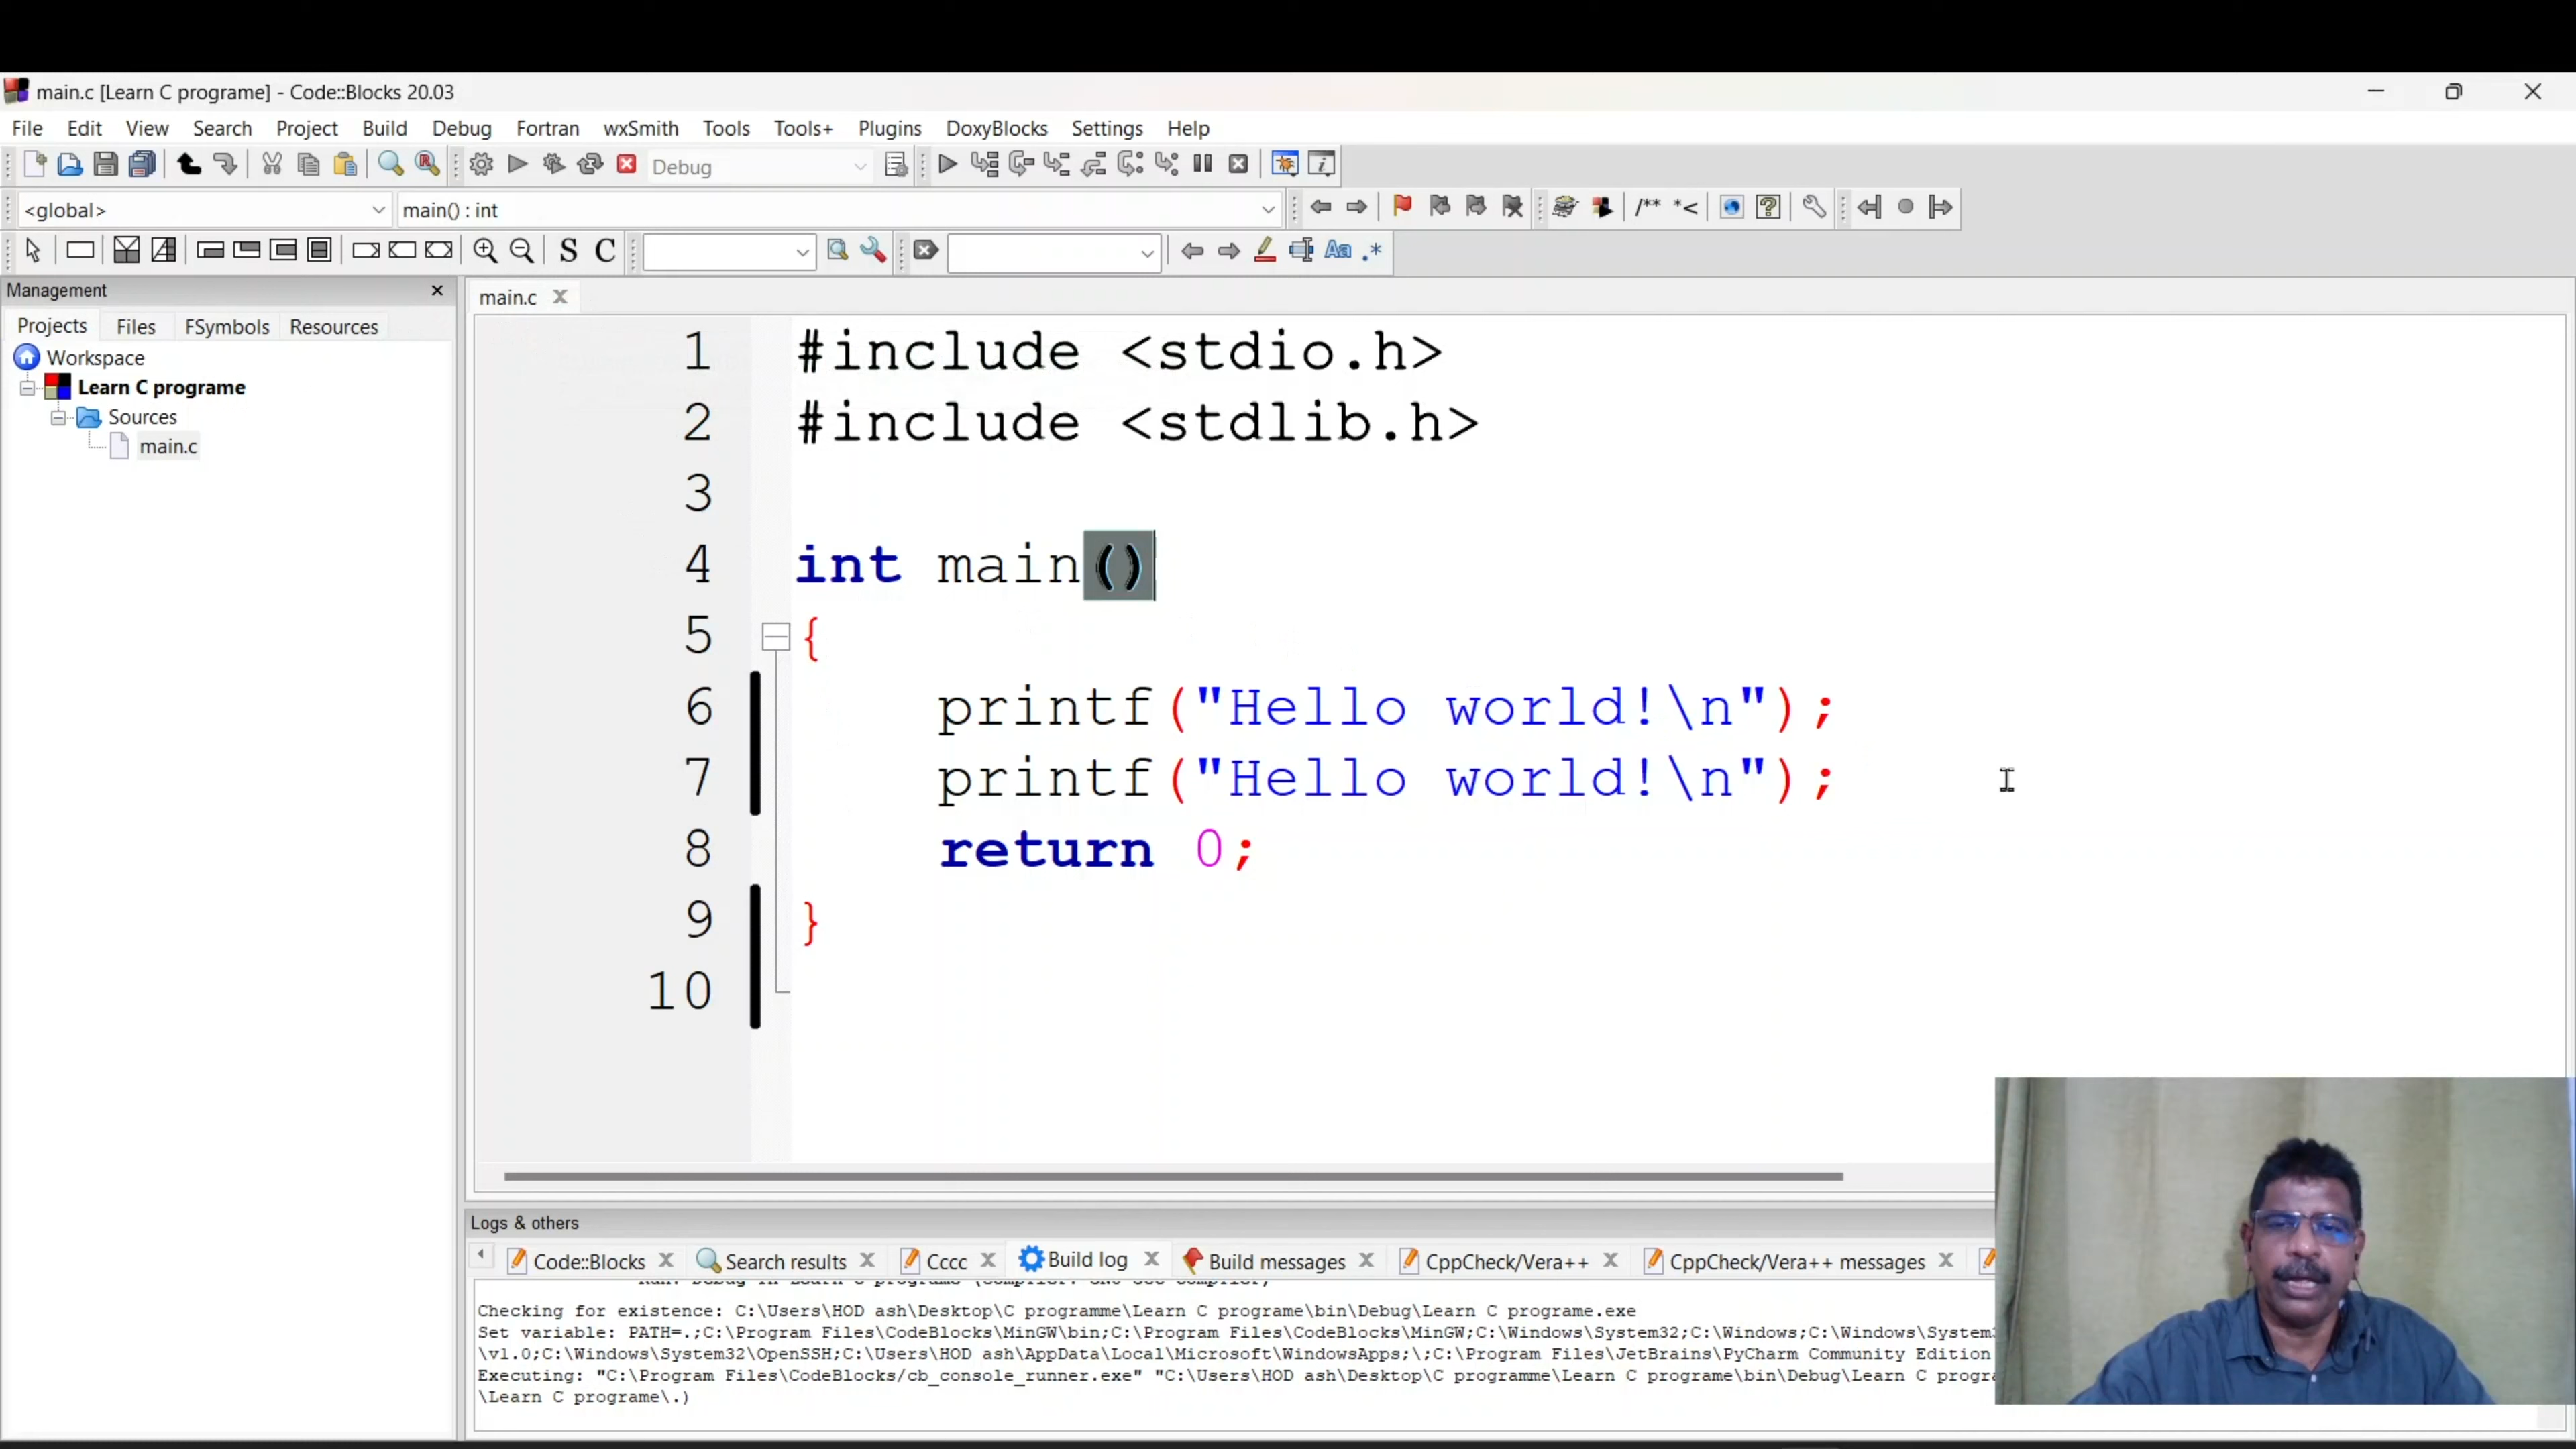 main.c [Learn C programe] - Code::Blocks 20.03
File Edit View Search Project Build Debug Fortran wxSmith Tools Tools+ Plugins DoxyBlocks Settings Help
Debug
<global> main() : int /** *<
S C Aa .*
Management
main.c
Projects Files FSymbols Resources
Workspace
Learn C programe
Sources
main.c
1 #include <stdio.h>
2 #include <stdlib.h>
3
4 int main()
5 {
6 printf("Hello world!\n");
7 printf("Hello world!\n");
8 return 0;
9 }
10
Logs & others
Code::Blocks Search results Cccc Build log Build messages CppCheck/Vera++ CppCheck/Vera++ messages
Checking for existence: C:\Users\HOD ash\Desktop\C programme\Learn C programe\bin\Debug\Learn C programe.exe
Set variable: PATH=.;C:\Program Files\CodeBlocks\MinGW\bin;C:\Program Files\CodeBlocks\MinGW;C:\Windows\System32;C:\Windows;C:\Windows\System3
\v1.0;C:\Windows\System32\OpenSSH;C:\Users\HOD ash\AppData\Local\Microsoft\WindowsApps;\;C:\Program Files\JetBrains\PyCharm Community Edition
Executing: "C:\Program Files\CodeBlocks/cb_console_runner.exe" "C:\Users\HOD ash\Desktop\C programme\Learn C programe\bin\Debug\Learn C progra
\Learn C programe\.)